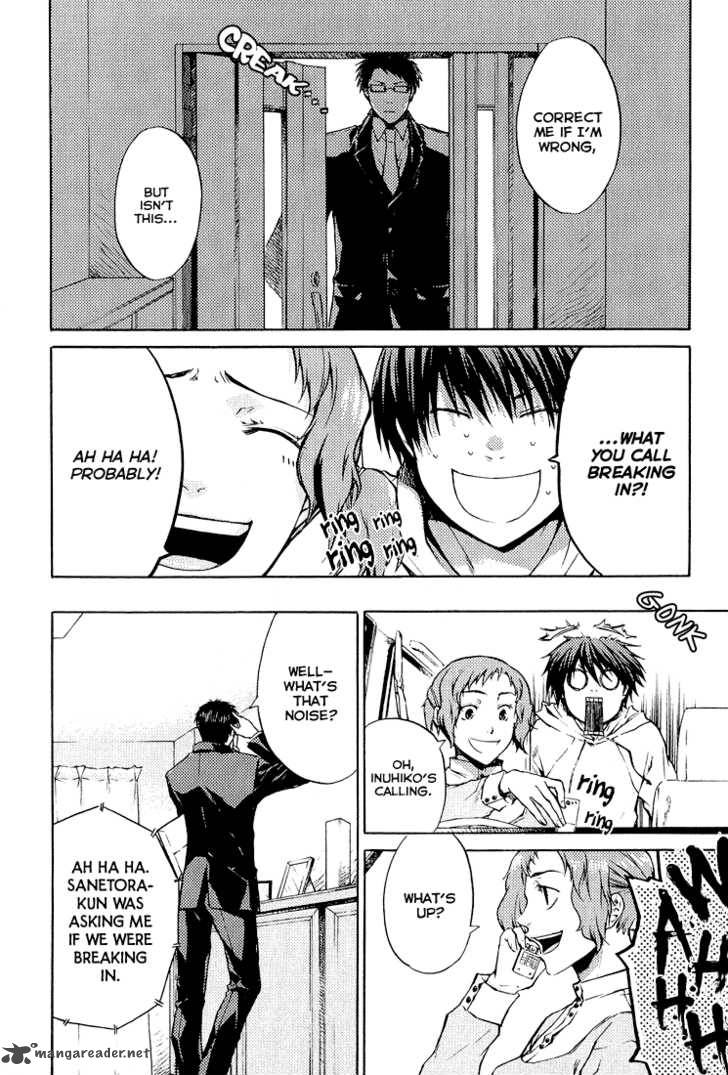 CREAK...
CORRECT
ME IF I'M
WRONG,
BUT
ISN'T
THIS...
...WHAT
YOU CALL
BREAKING
IN?!
AH HA HA!
PROBABLY!
ring ring
ring ring
GONK
OH,
INUHIKO'S
CALLING.
ring
ring
WELL—
WHAT'S
THAT
NOISE?
WHAT'S
UP?
WAHHH
AH HA HA.
SANETORA-
KUN WAS
ASKING ME
IF WE WERE
BREAKING
IN.
mangareader.net